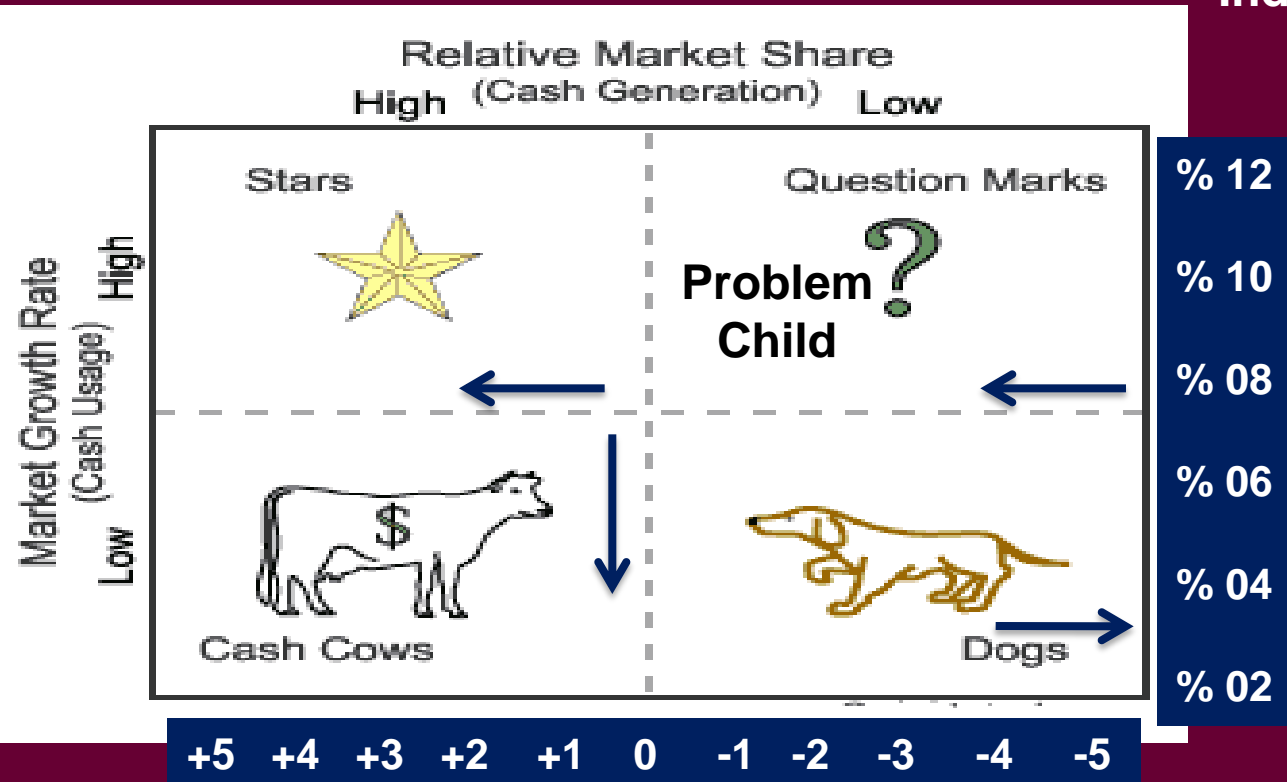 Relative Market Share
High (Cash Generation) Low
Stars
Question Marks
Problem
Child
?
Market Growth Rate
(Cash Usage)
High
Low
$
Cash Cows
Dogs
% 12
% 10
% 08
% 06
% 04
% 02
+5 +4 +3 +2 +1 0 -1 -2 -3 -4 -5